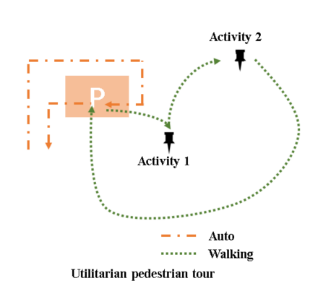 Activity 2
P
Activity 1
Auto
Walking
Utilitarian pedestrian tour